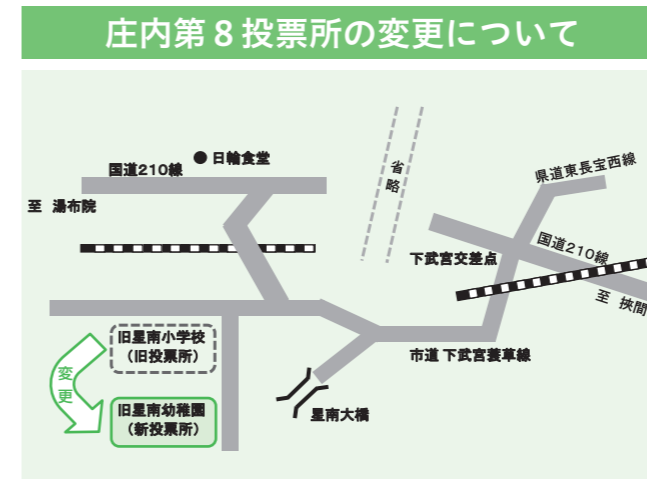 庄内第８投票所の変更について
● 日輪食堂
国道210線
至 湯布院
省略
県道東長宝西線
国道210線
下武宮交差点
至 挾間
旧星南小学校
（旧投票所）
変更
市道 下武宮蓑草線
旧星南幼稚園
（新投票所）
星南大橋